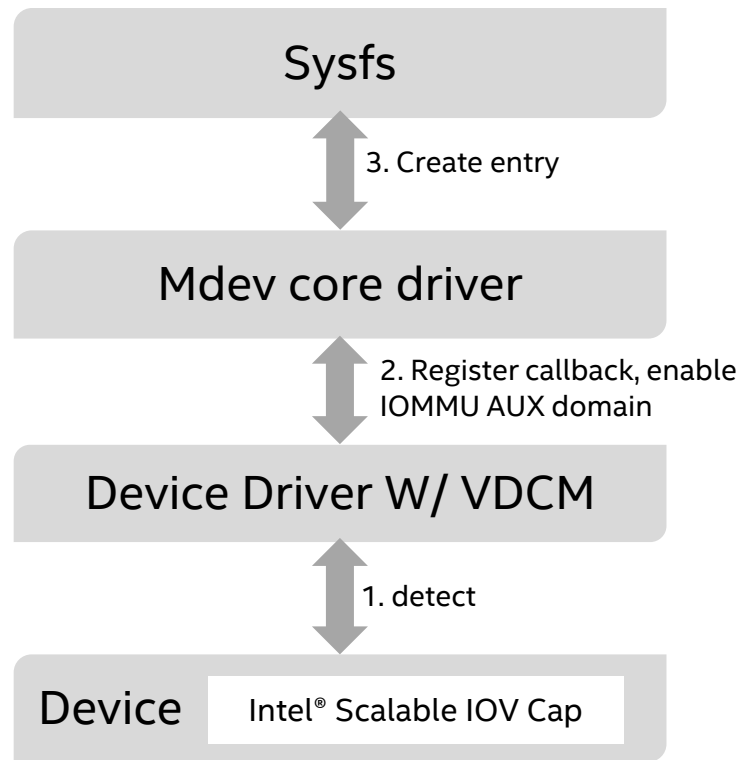 Sysfs
3. Create entry
Mdev core driver
2. Register callback, enable
IOMMU AUX domain
Device Driver W/ VDCM
1. detect
Device
Intel® Scalable IOV Cap